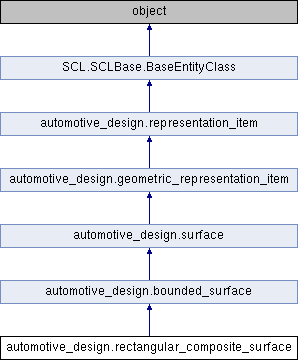 object
SCL.SCLBase.BaseEntityClass
automotive_design.representation_item
automotive_design.geometric_representation_item
automotive_design.surface
automotive_design.bounded_surface
automotive_design.rectangular_composite_surface